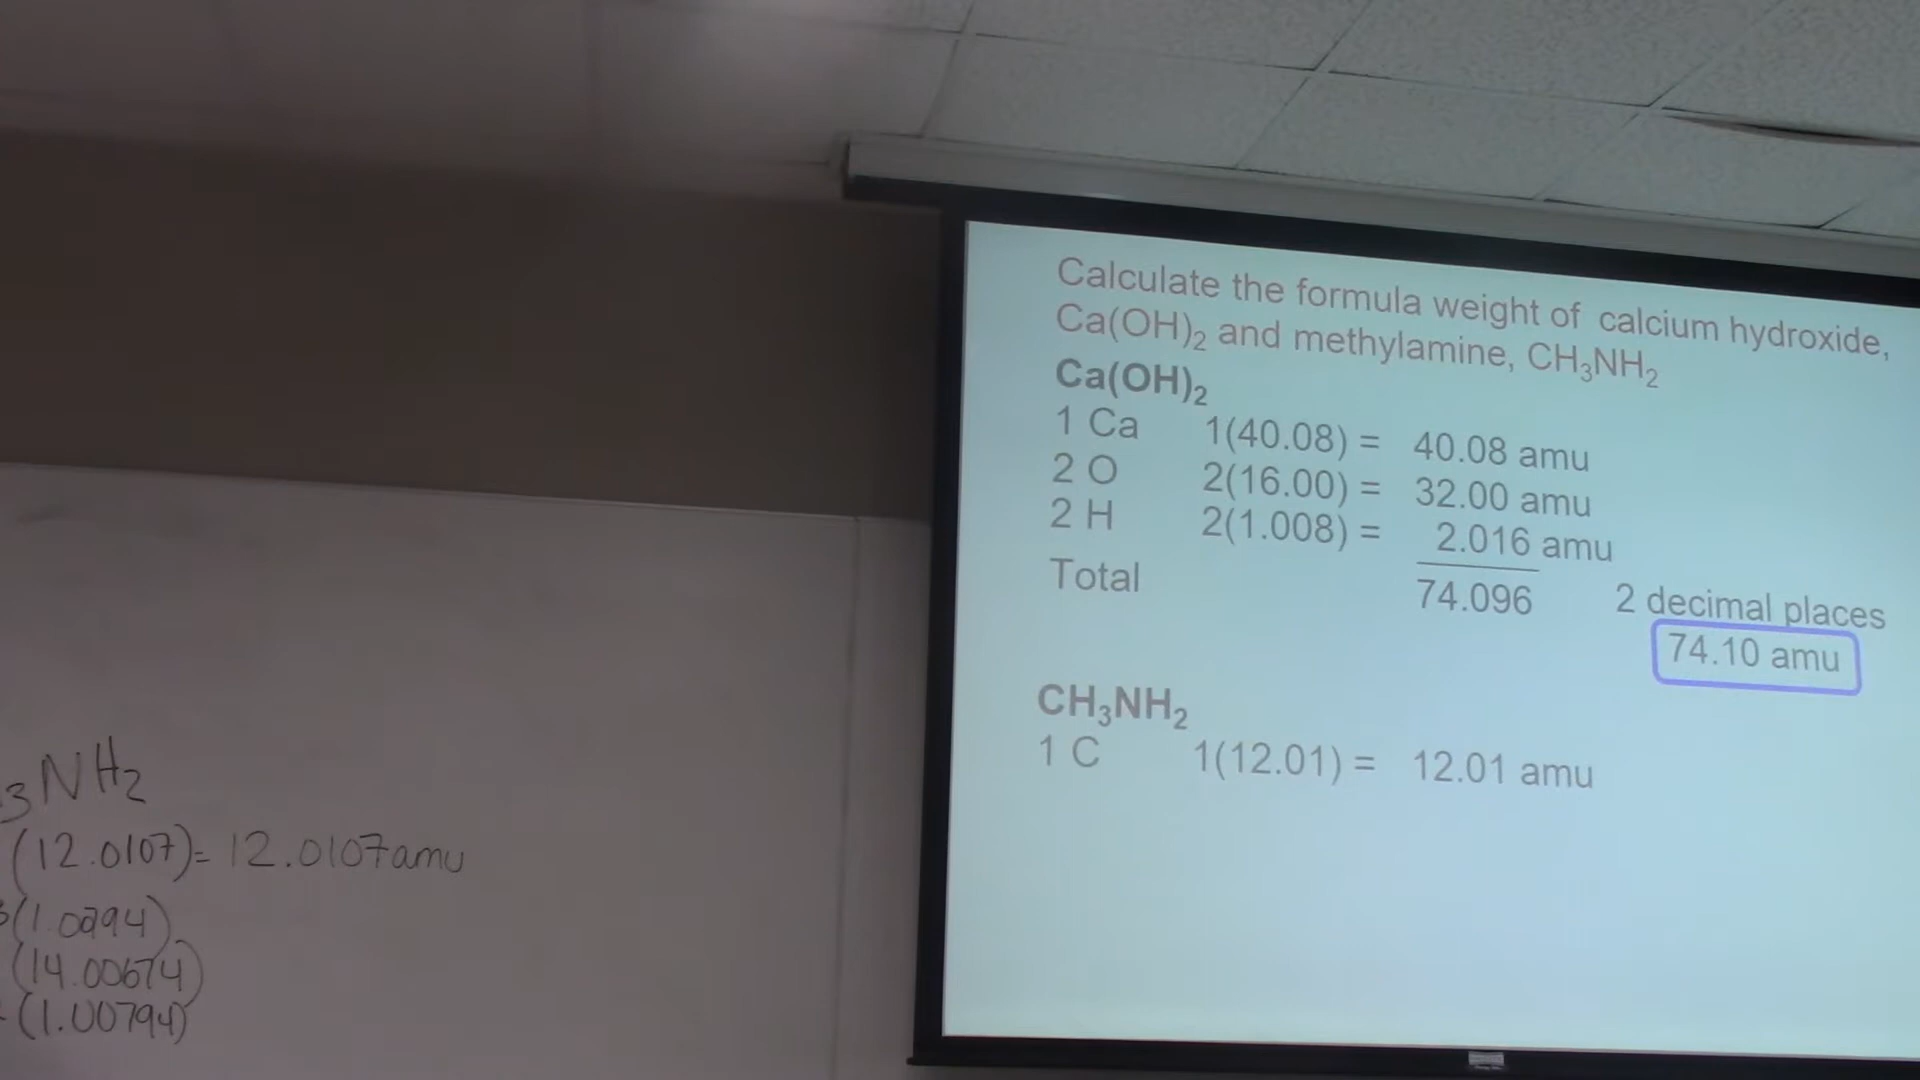 Calculate the formula weight of calcium hydroxide,
Ca(OH)₂ and methylamine, CH₃NH₂
Ca(OH)₂
1 Ca 1(40.08) = 40.08 amu
2 O 2(16.00) = 32.00 amu
2 H 2(1.008) = 2.016 amu
Total 74.096 2 decimal places
74.10 amu
CH₃NH₂
1 C 1(12.01) = 12.01 amu
₃NH₂
(12.0107)= 12.0107amu
3(1.0094)
(14.00674)
(1.00794)